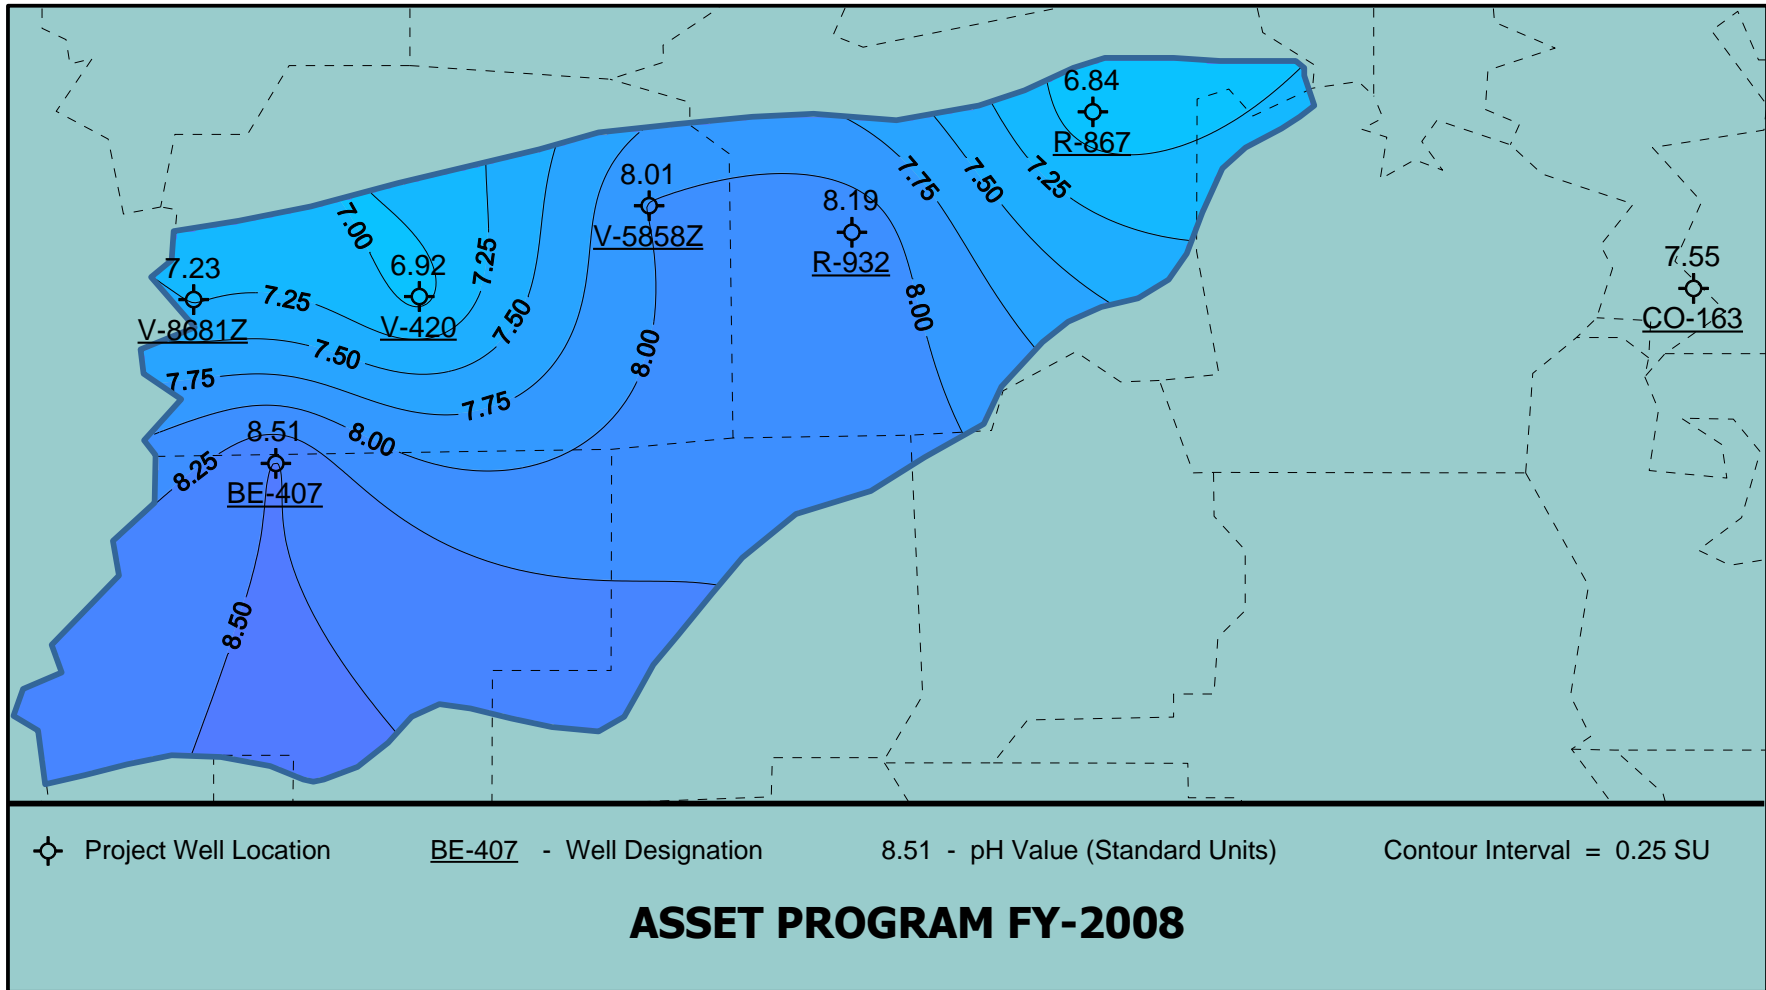 6.84
R-867
8.01
V-5858Z
8.19
R-932
7.75
7.50
7.25
7.00
7.25
7.23
V-8681Z
6.92
V-420
7.25
7.50
7.55
CO-163
8.00
7.50
8.00
7.75
7.75
8.51
BE-407
8.00
8.25
8.50
Project Well Location
BE-407 - Well Designation
8.51 - pH Value (Standard Units)
Contour Interval = 0.25 SU
ASSET PROGRAM FY-2008